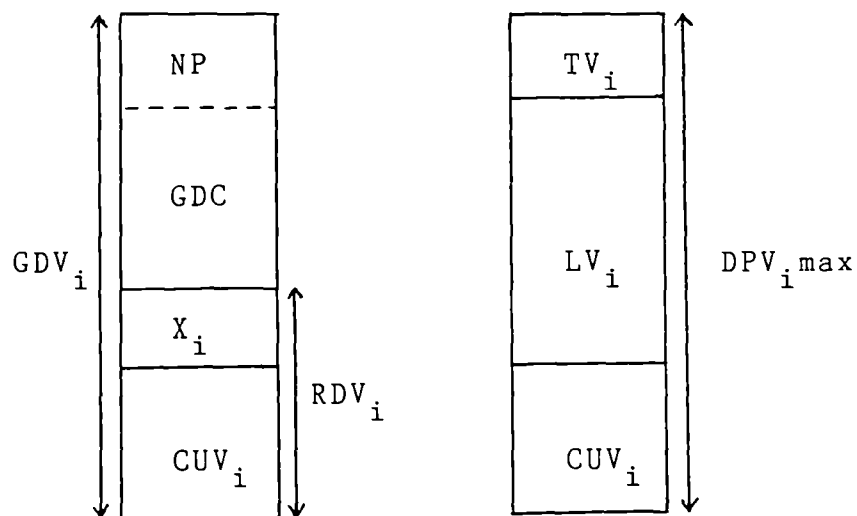 NP
GDC
GDV_i
X_i
RDV_i
CUV_i
TV_i
LV_i
DPV_i max
CUV_i